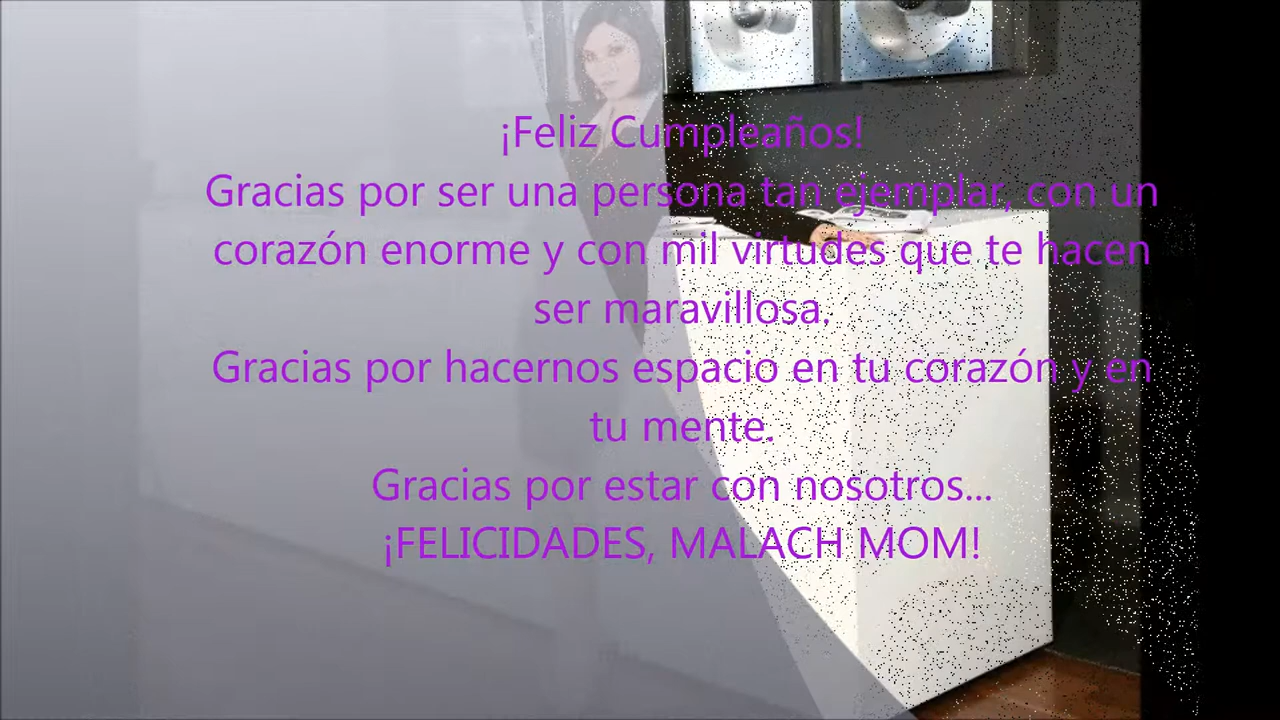 ¡Feliz Cumpleaños!
Gracias por ser una persona tan ejemplar, con un
corazón enorme y con mil virtudes que te hacen
ser maravillosa.
Gracias por hacernos espacio en tu corazón y en
tu mente.
Gracias por estar con nosotros...
¡FELICIDADES, MALACH MOM!